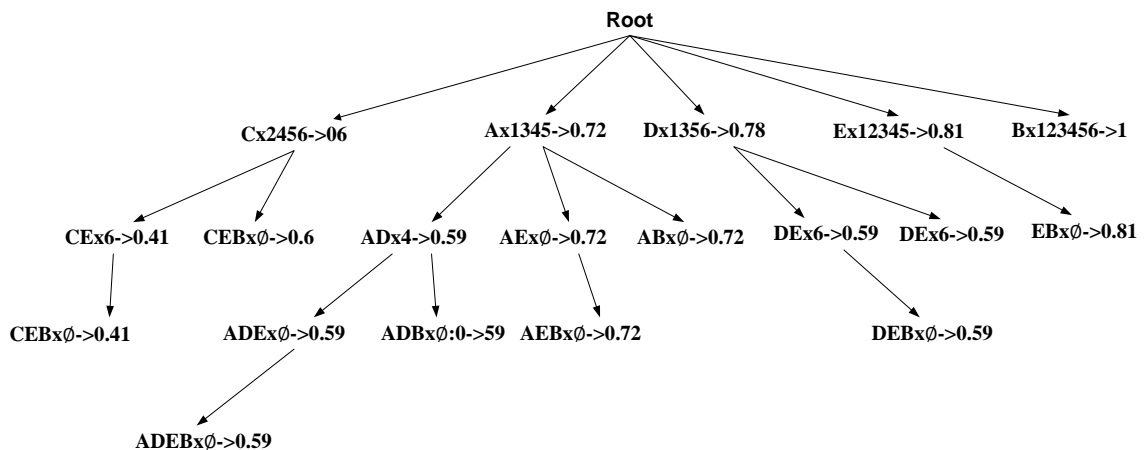 Root
Cx2456->06
Ax1345->0.72
Dx1356->0.78
Ex12345->0.81
Bx123456->1
CEx6->0.41
CEBx∅->0.6
ADx4->0.59
AEx∅->0.72
ABx∅->0.72
DEx6->0.59
DEx6->0.59
EBx∅->0.81
CEBx∅->0.41
ADEx∅->0.59
ADBx∅:0->59
AEBx∅->0.72
DEBx∅->0.59
ADEBx∅->0.59